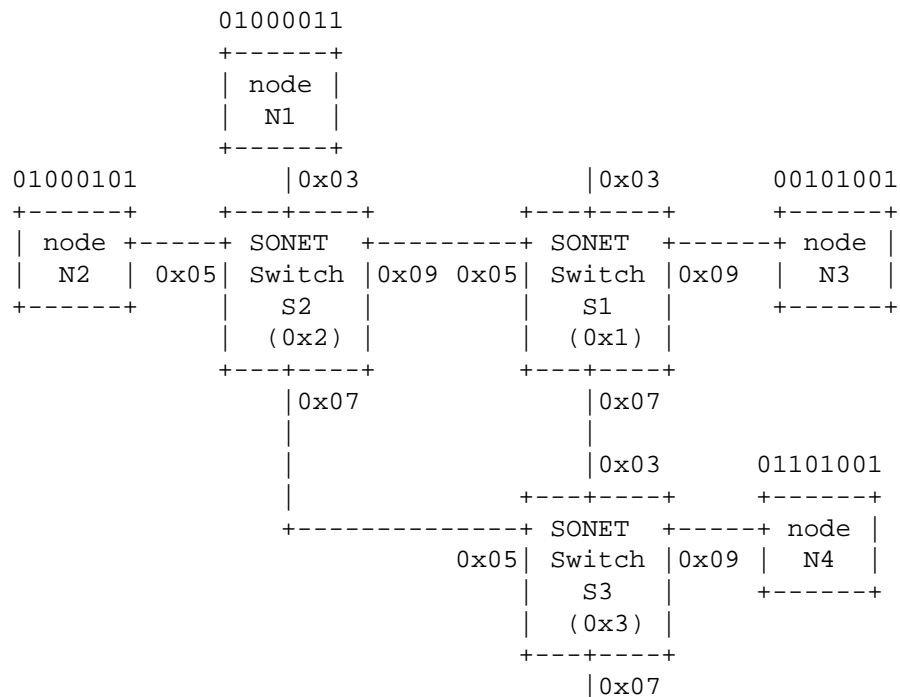 01000011
                 +------+
                 | node |
                 |  N1  |
                 +------+
01000101             |0x03               |0x03      00101001
+------+         +---+----+         +---+----+      +------+
| node +-----+ SONET  +---------+ SONET  +------+ node |
|  N2  | 0x05| Switch |0x09 0x05| Switch |0x09  |  N3  |
+------+     |   S2   |         |   S1   |      +------+
             |  (0x2) |         |  (0x1) |
             +---+----+         +---+----+
                 |0x07              |0x07
                 |                  |
                 |                  |0x03     01101001
                 |              +---+----+    +------+
                 +--------------+ SONET  +-----+ node |
                            0x05| Switch |0x09 |  N4  |
                                |   S3   |     +------+
                                |  (0x3) |
                                +---+----+
                                    |0x07